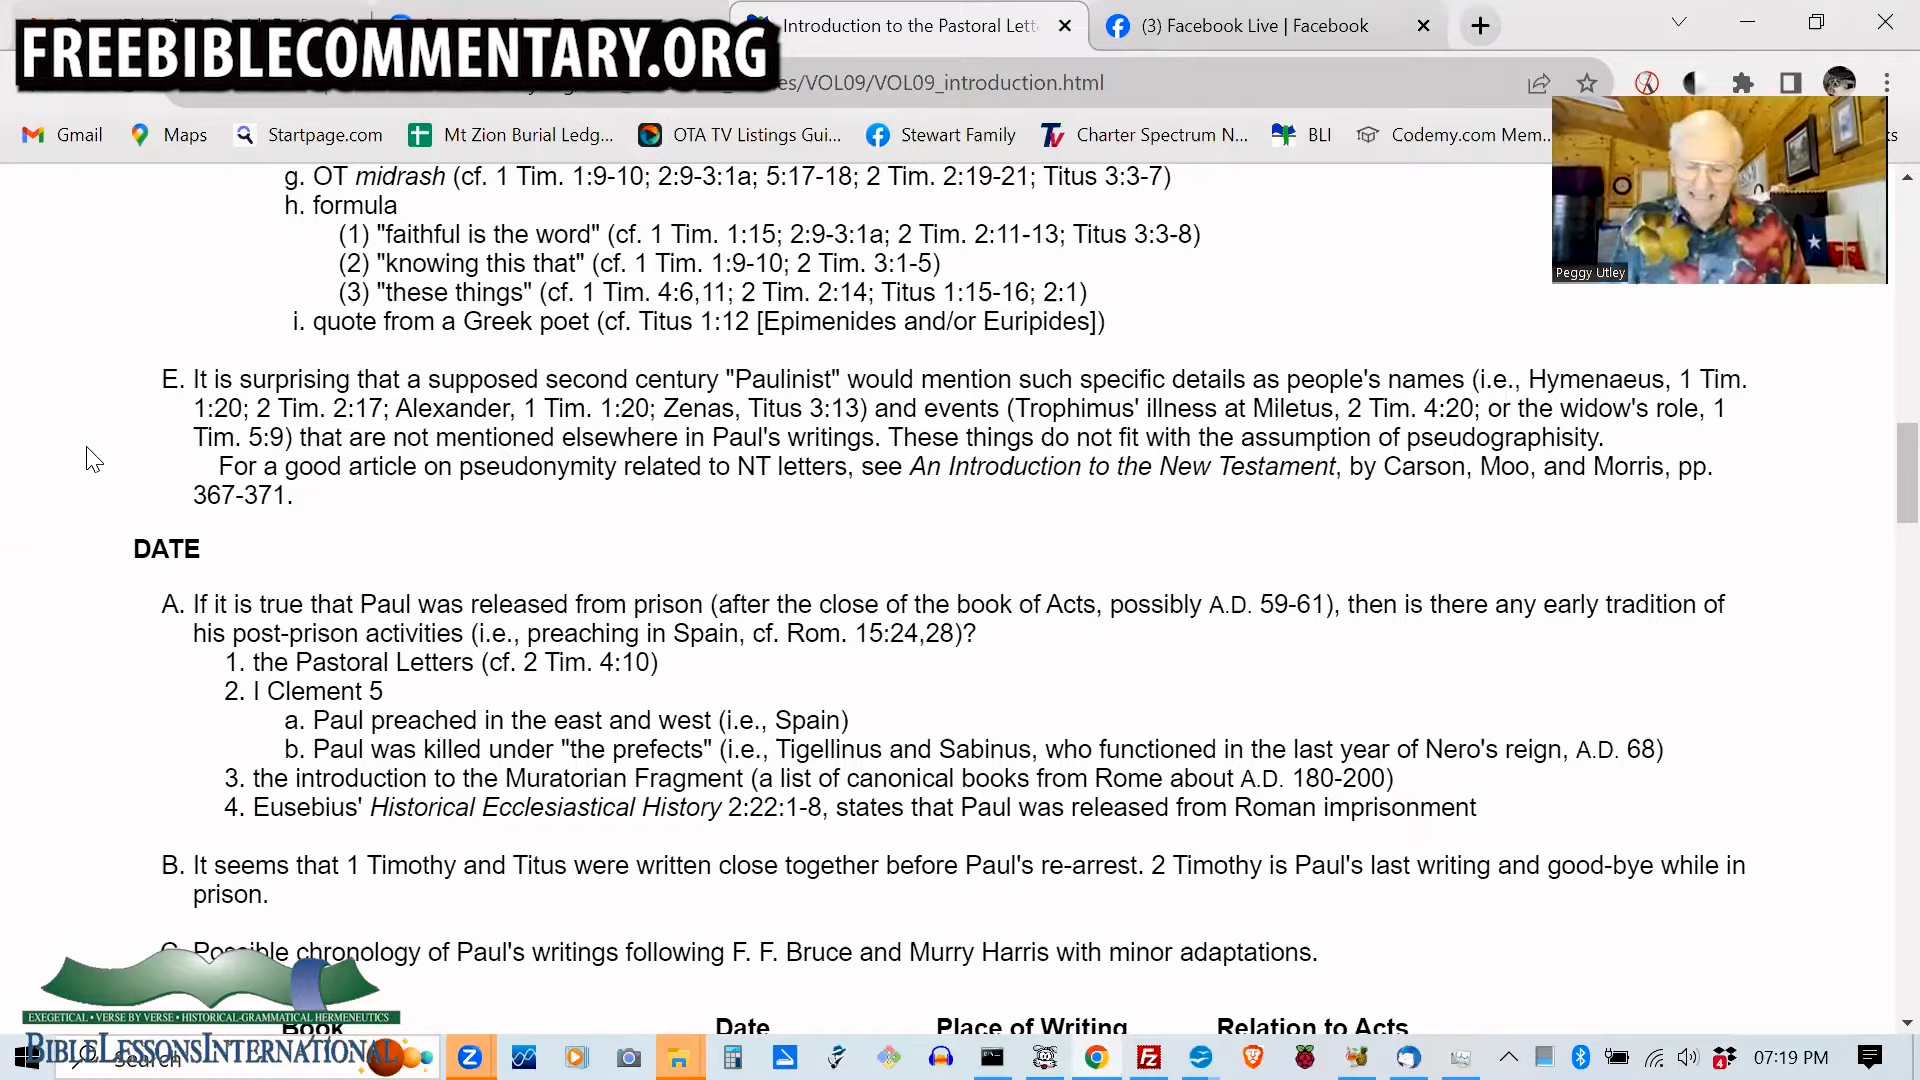 FREEBIBLECOMMENTARY.ORG
Introduction to the Pastoral Lett
(3) Facebook Live | Facebook
es/VOL09/VOL09_introduction.html
Gmail
Maps
Startpage.com
Mt Zion Burial Ledg...
OTA TV Listings Gui...
Stewart Family
Charter Spectrum N...
BLI
Codemy.com Mem...
ks
Peggy Utley
g. OT midrash (cf. 1 Tim. 1:9-10; 2:9-3:1a; 5:17-18; 2 Tim. 2:19-21; Titus 3:3-7)
h. formula
(1) "faithful is the word" (cf. 1 Tim. 1:15; 2:9-3:1a; 2 Tim. 2:11-13; Titus 3:3-8)
(2) "knowing this that" (cf. 1 Tim. 1:9-10; 2 Tim. 3:1-5)
(3) "these things" (cf. 1 Tim. 4:6,11; 2 Tim. 2:14; Titus 1:15-16; 2:1)
i. quote from a Greek poet (cf. Titus 1:12 [Epimenides and/or Euripides])
E. It is surprising that a supposed second century "Paulinist" would mention such specific details as people's names (i.e., Hymenaeus, 1 Tim.
1:20; 2 Tim. 2:17; Alexander, 1 Tim. 1:20; Zenas, Titus 3:13) and events (Trophimus' illness at Miletus, 2 Tim. 4:20; or the widow's role, 1
Tim. 5:9) that are not mentioned elsewhere in Paul's writings. These things do not fit with the assumption of pseudographisity.
For a good article on pseudonymity related to NT letters, see An Introduction to the New Testament, by Carson, Moo, and Morris, pp.
367-371.
DATE
A. If it is true that Paul was released from prison (after the close of the book of Acts, possibly A.D. 59-61), then is there any early tradition of
his post-prison activities (i.e., preaching in Spain, cf. Rom. 15:24,28)?
1. the Pastoral Letters (cf. 2 Tim. 4:10)
2. I Clement 5
a. Paul preached in the east and west (i.e., Spain)
b. Paul was killed under "the prefects" (i.e., Tigellinus and Sabinus, who functioned in the last year of Nero's reign, A.D. 68)
3. the introduction to the Muratorian Fragment (a list of canonical books from Rome about A.D. 180-200)
4. Eusebius' Historical Ecclesiastical History 2:22:1-8, states that Paul was released from Roman imprisonment
B. It seems that 1 Timothy and Titus were written close together before Paul's re-arrest. 2 Timothy is Paul's last writing and good-bye while in
prison.
C. Possible chronology of Paul's writings following F. F. Bruce and Murry Harris with minor adaptations.
EXEGETICAL • VERSE BY VERSE • HISTORICAL-GRAMMATICAL HERMENEUTICS
Book Date Place of Writing Relation to Acts
BIBLELESSONSINTERNATIONAL
Search
07:19 PM